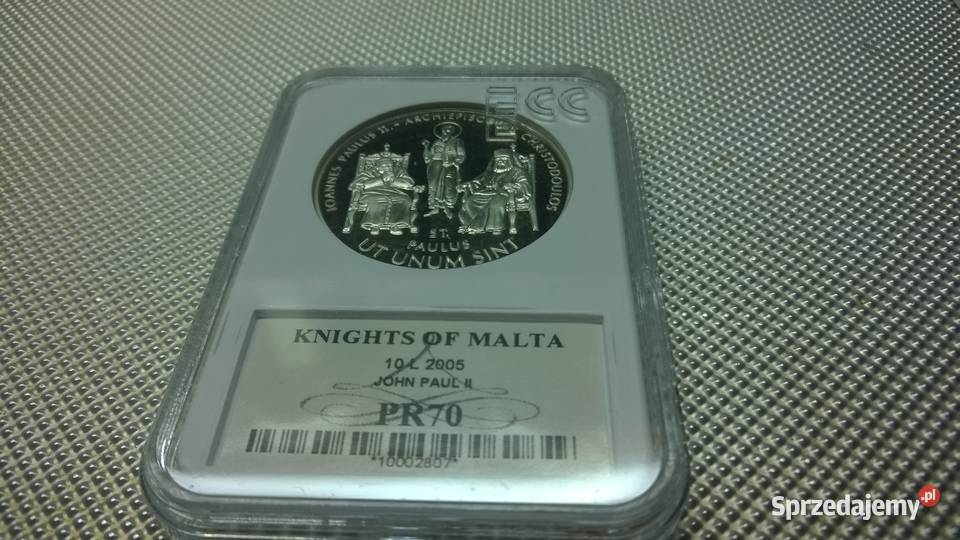 ECC
JOANNES PAULUS II. - ARCHIEPISCOPUS CHRISTODOULOS
ST.
PAULUS
UT UNUM SINT
KNIGHTS OF MALTA
10 L 2005
JOHN PAUL II
PR70
*10002807*
Sprzedajemy.pl